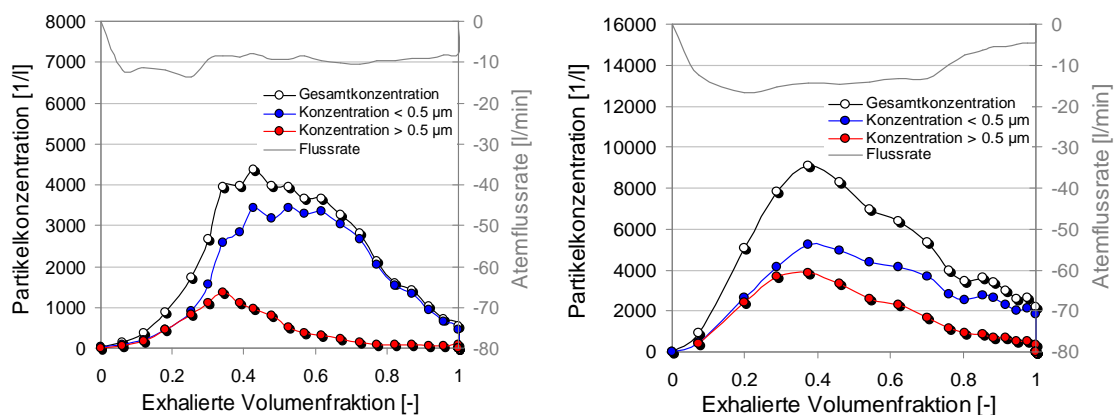 Partikelkonzentration [1/l]
8000
7000
6000
5000
4000
3000
2000
1000
0
0
-10
-20
-30
-40
-50
-60
-70
-80
Atemflussrate [l/min]
Gesamtkonzentration
Konzentration < 0.5 µm
Konzentration > 0.5 µm
Flussrate
0 0.2 0.4 0.6 0.8 1
Exhalierte Volumenfraktion [-]
Partikelkonzentration [1/l]
16000
14000
12000
10000
8000
6000
4000
2000
0
0
-10
-20
-30
-40
-50
-60
-70
-80
Atemflussrate [l/min]
Gesamtkonzentration
Konzentration < 0.5 µm
Konzentration > 0.5 µm
Flussrate
0 0.2 0.4 0.6 0.8 1
Exhalierte Volumenfraktion [-]